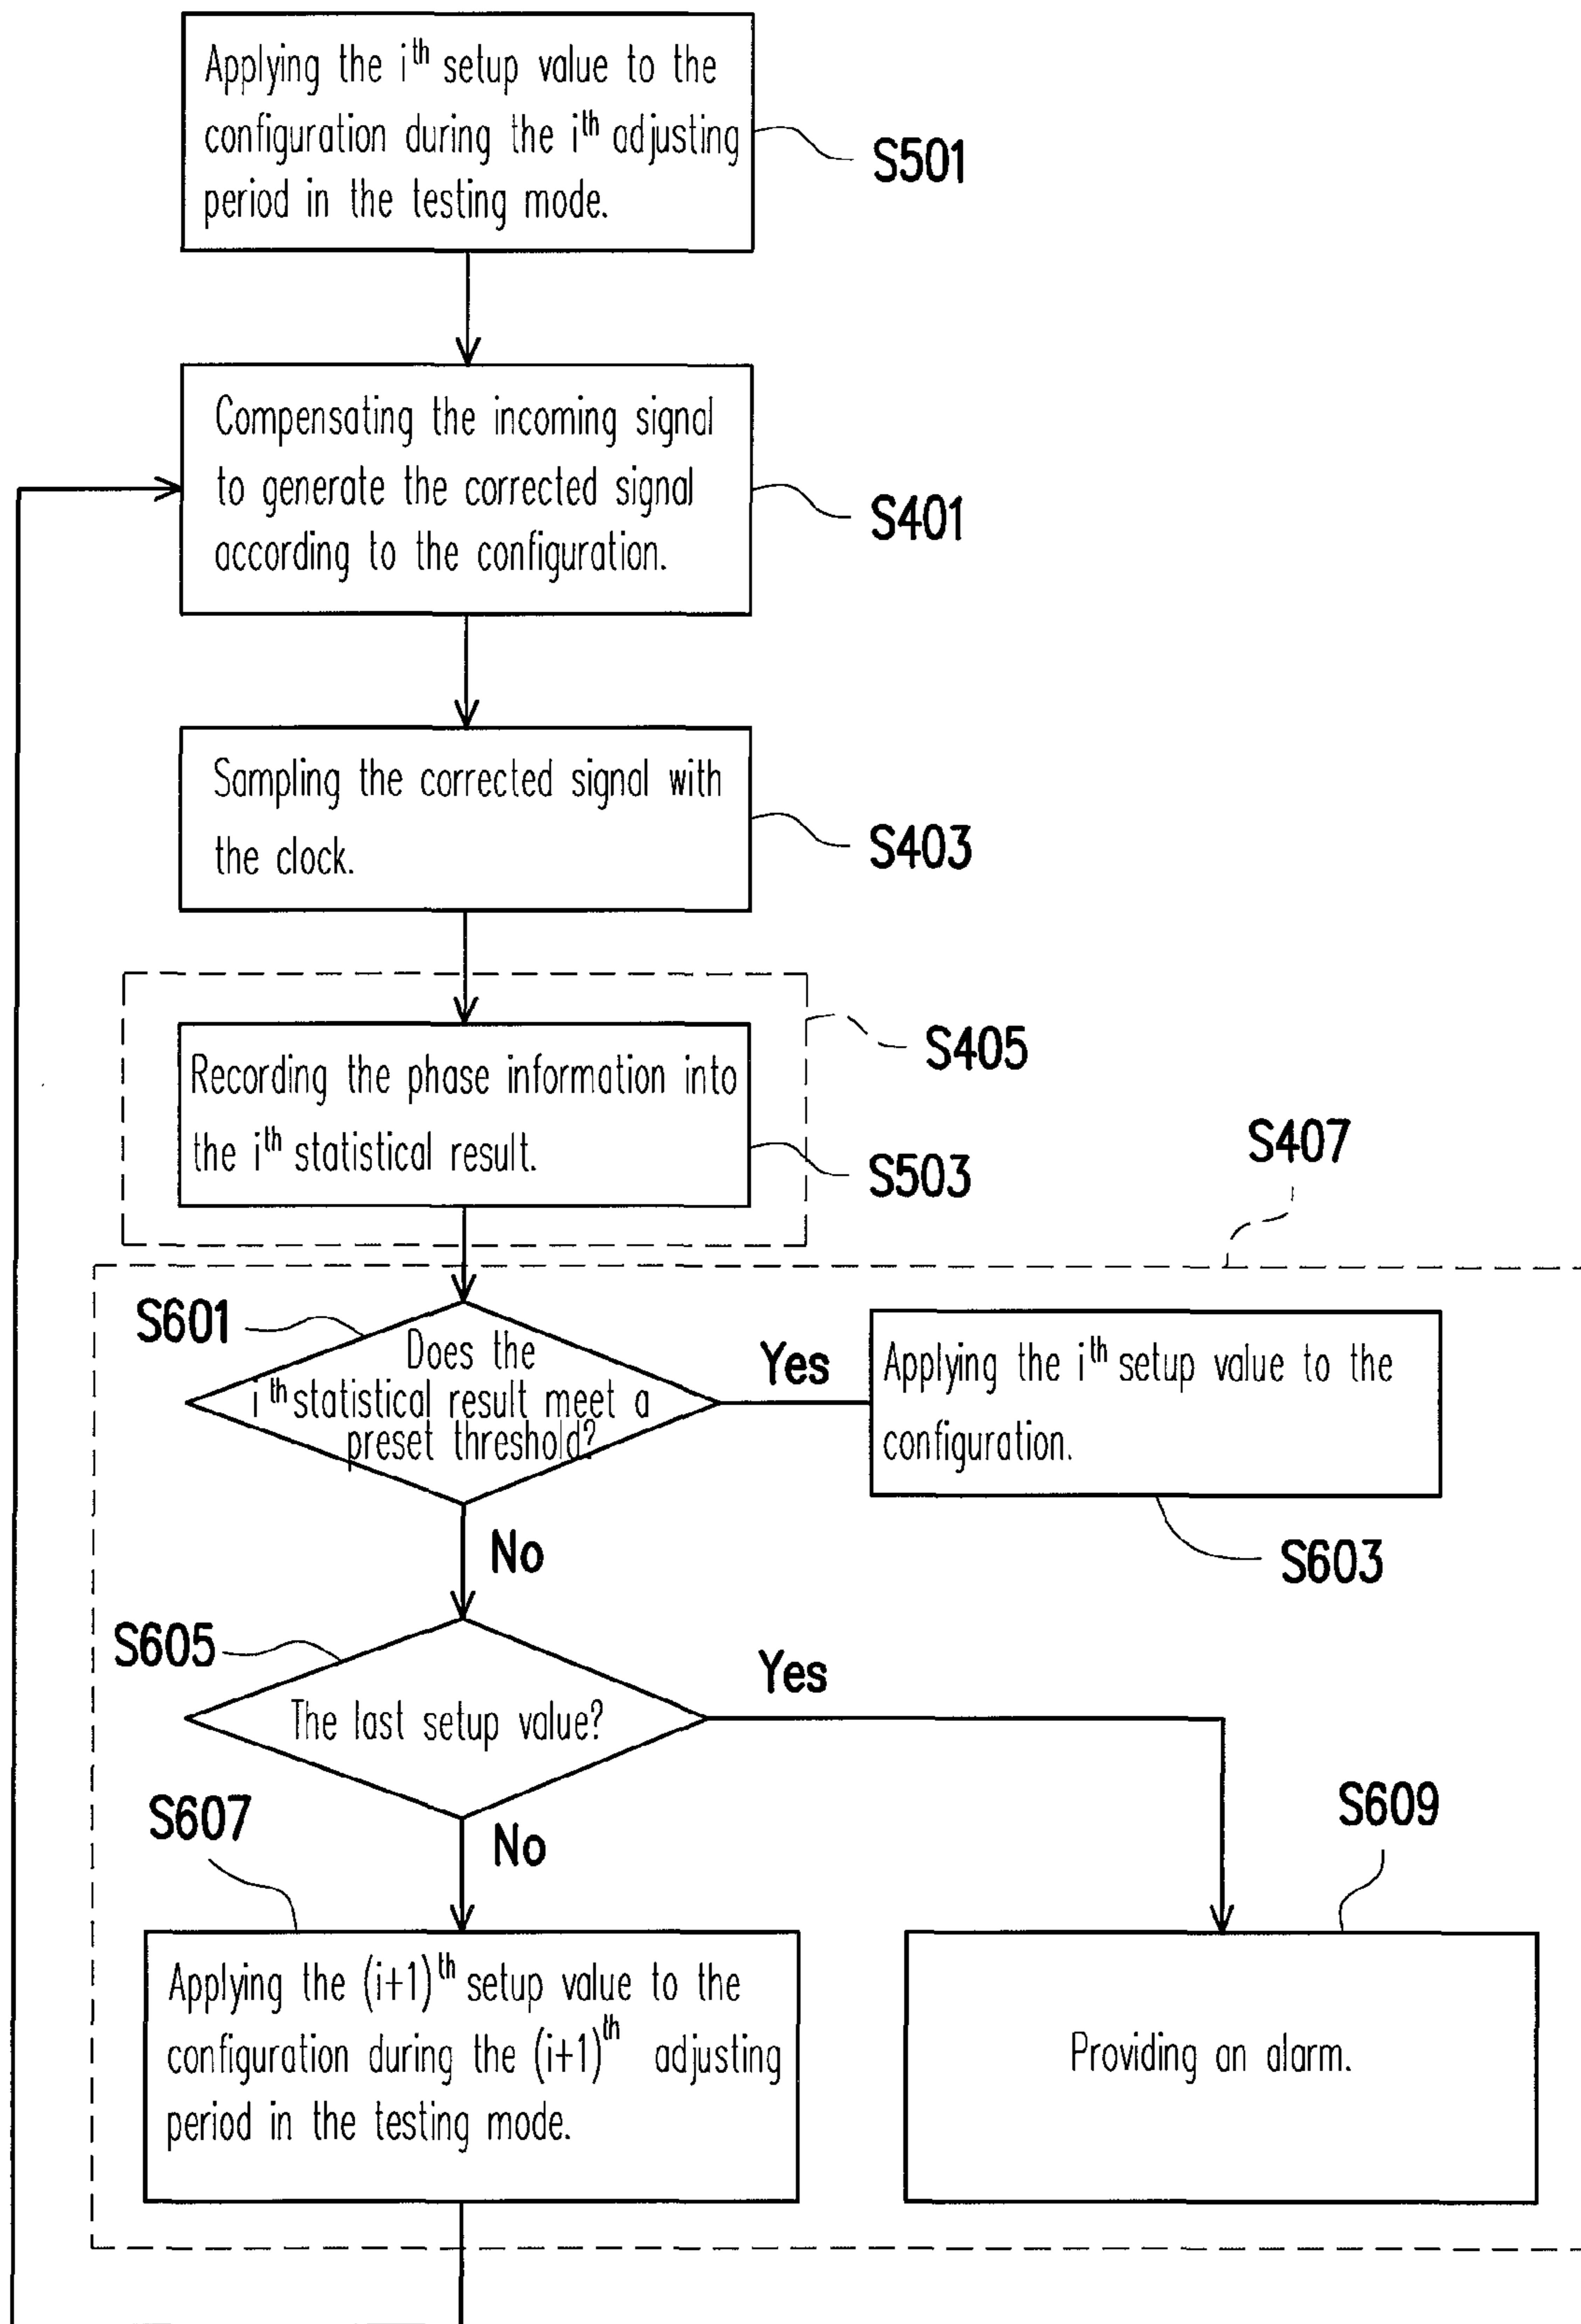 Applying the ith setup value to the
configuration during the ith adjusting
period in the testing mode.
S501
Compensating the incoming signal
to generate the corrected signal
according to the configuration.
S401
Sampling the corrected signal with
the clock.
S403
Recording the phase information into
the ith statistical result.
S405
S503
S407
S601
Does the
ith statistical result meet a
preset threshold?
Yes
Applying the ith setup value to the
configuration.
S603
No
S605
The last setup value?
Yes
S607
No
S609
Applying the (i+1)th setup value to the
configuration during the (i+1)th adjusting
period in the testing mode.
Providing an alarm.